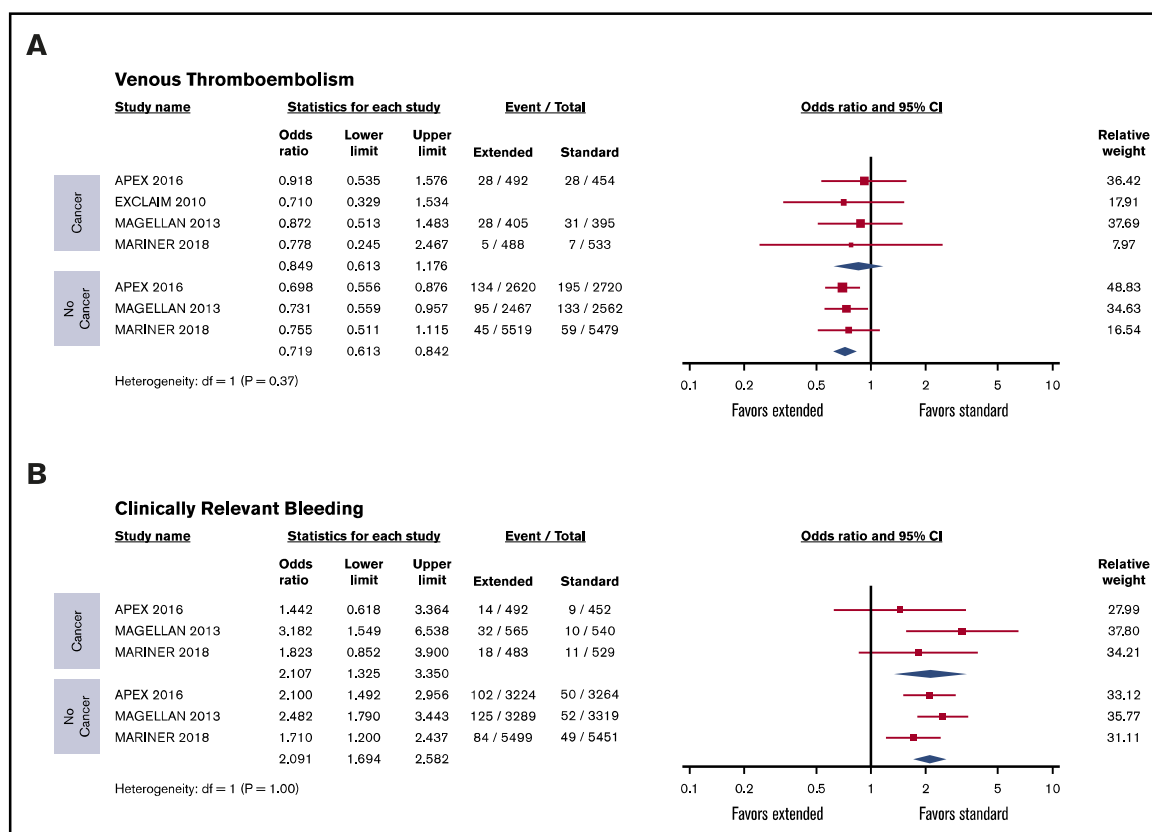 A
Venous Thromboembolism
Study name Statistics for each study Event / Total Odds ratio and 95% CI
Odds ratio Lower limit Upper limit Extended Standard Relative weight
Cancer
APEX 2016 0.918 0.535 1.576 28 / 492 28 / 454 36.42
EXCLAIM 2010 0.710 0.329 1.534 17.91
MAGELLAN 2013 0.872 0.513 1.483 28 / 405 31 / 395 37.69
MARINER 2018 0.778 0.245 2.467 5 / 488 7 / 533 7.97
0.849 0.613 1.176
No Cancer
APEX 2016 0.698 0.556 0.876 134 / 2620 195 / 2720 48.83
MAGELLAN 2013 0.731 0.559 0.957 95 / 2467 133 / 2562 34.63
MARINER 2018 0.755 0.511 1.115 45 / 5519 59 / 5479 16.54
0.719 0.613 0.842
Heterogeneity: df = 1 (P = 0.37)
0.1 0.2 0.5 1 2 5 10
Favors extended Favors standard
B
Clinically Relevant Bleeding
Study name Statistics for each study Event / Total Odds ratio and 95% CI
Odds ratio Lower limit Upper limit Extended Standard Relative weight
Cancer
APEX 2016 1.442 0.618 3.364 14 / 492 9 / 452 27.99
MAGELLAN 2013 3.182 1.549 6.538 32 / 565 10 / 540 37.80
MARINER 2018 1.823 0.852 3.900 18 / 483 11 / 529 34.21
2.107 1.325 3.350
No Cancer
APEX 2016 2.100 1.492 2.956 102 / 3224 50 / 3264 33.12
MAGELLAN 2013 2.482 1.790 3.443 125 / 3289 52 / 3319 35.77
MARINER 2018 1.710 1.200 2.437 84 / 5499 49 / 5451 31.11
2.091 1.694 2.582
Heterogeneity: df = 1 (P = 1.00)
0.1 0.2 0.5 1 2 5 10
Favors extended Favors standard